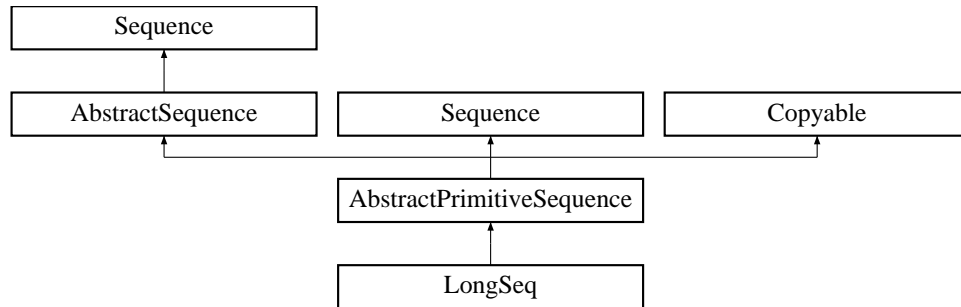 Sequence
AbstractSequence
Sequence
Copyable
AbstractPrimitiveSequence
LongSeq